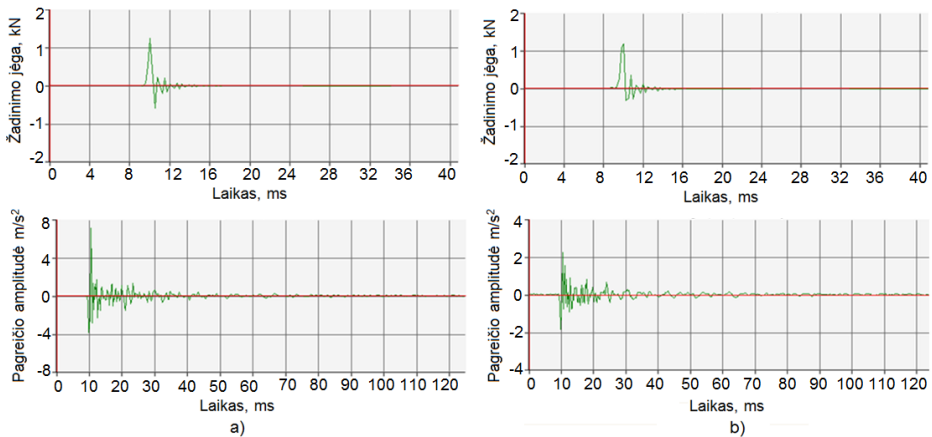 Žadinimo jėga, kN
2
1
0
-1
-2
0 4 8 12 16 20 24 28 32 36 40
Laikas, ms
Žadinimo jėga, kN
2
1
0
-1
-2
0 4 8 12 16 20 24 28 32 36 40
Laikas, ms
Pagreičio amplitudė m/s²
8
4
0
-4
-8
0 10 20 30 40 50 60 70 80 90 100 110 120
Laikas, ms
a)
Pagreičio amplitudė m/s²
4
2
0
-2
-4
0 10 20 30 40 50 60 70 80 90 100 110 120
Laikas, ms
b)